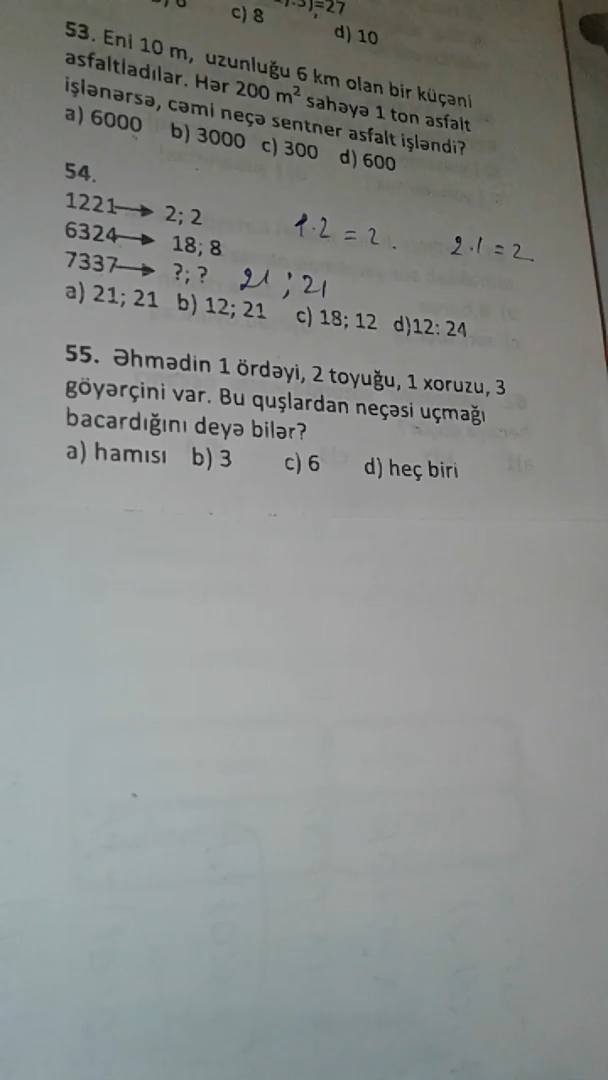 =27
c) 8
d) 10
53. Eni 10 m, uzunluğu 6 km olan bir küçəni
asfaltladılar. Hər 200 m² sahəyə 1 ton asfalt
işlənərsə, cəmi neçə sentner asfalt işləndi?
a) 6000 b) 3000 c) 300 d) 600
54.
1221→ 2; 2 1·2 = 2. 2·1 = 2
6324→ 18; 8
7337→ ?; ? 21 ; 21
a) 21; 21 b) 12; 21 c) 18; 12 d)12: 24
55. Əhmədin 1 ördəyi, 2 toyuğu, 1 xoruzu, 3
göyərçini var. Bu quşlardan neçəsi uçmağı
bacardığını deyə bilər?
a) hamısı b) 3 c) 6 d) heç biri